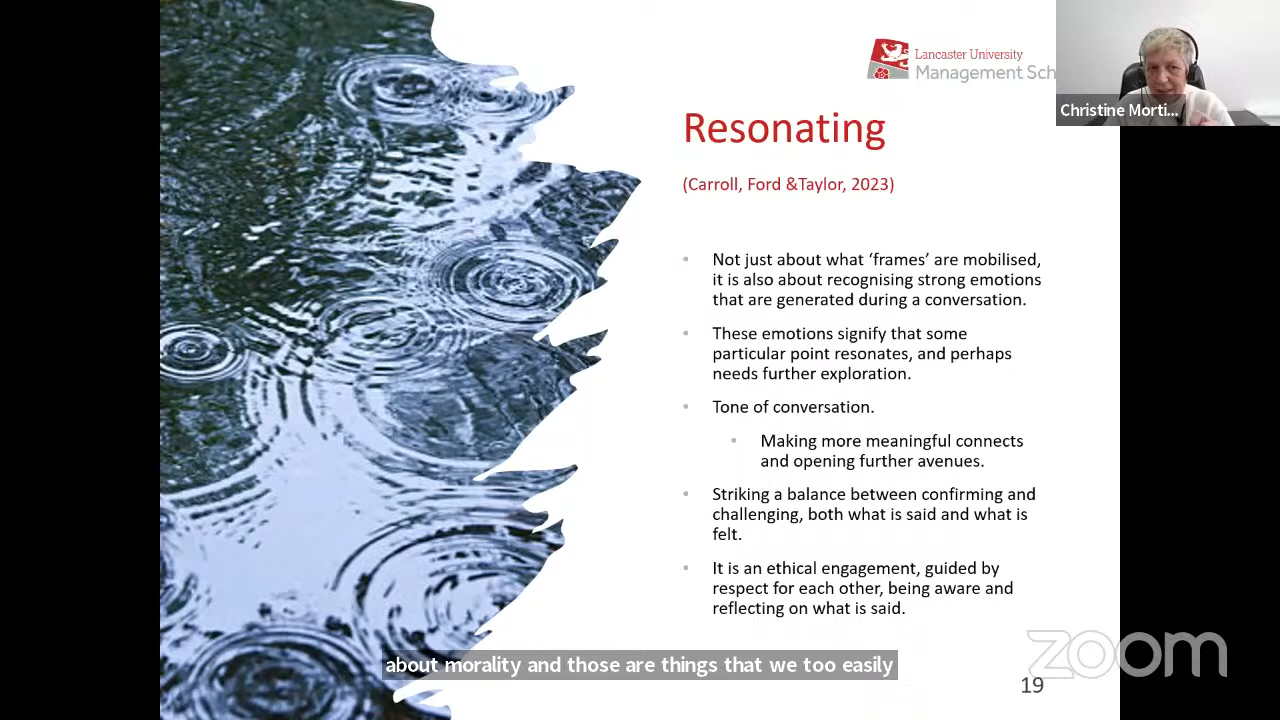 Lancaster University
Management Sch
Christine Morti...
Resonating
(Carroll, Ford &Taylor, 2023)
Not just about what ‘frames’ are mobilised,
it is also about recognising strong emotions
that are generated during a conversation.
These emotions signify that some
particular point resonates, and perhaps
needs further exploration.
Tone of conversation.
Making more meaningful connects
and opening further avenues.
Striking a balance between confirming and
challenging, both what is said and what is
felt.
It is an ethical engagement, guided by
respect for each other, being aware and
reflecting on what is said.
about morality and those are things that we too easily
zoom
19